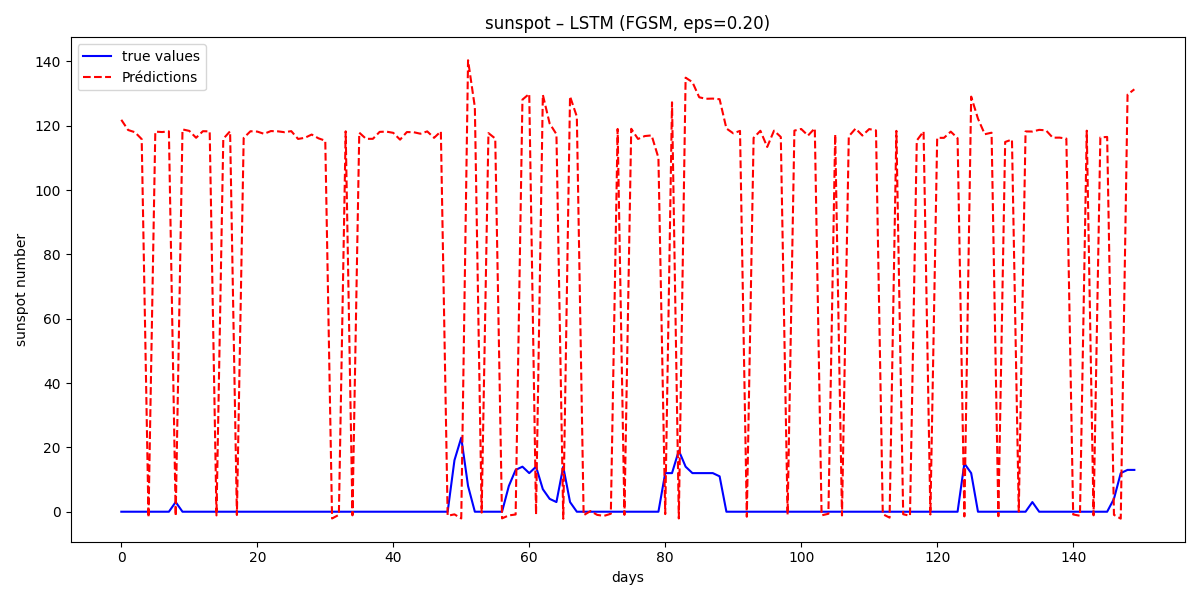 sunspot – LSTM (FGSM, eps=0.20)
true values
Prédictions
sunspot number
140
120
100
80
60
40
20
0
0 20 40 60 80 100 120 140
days